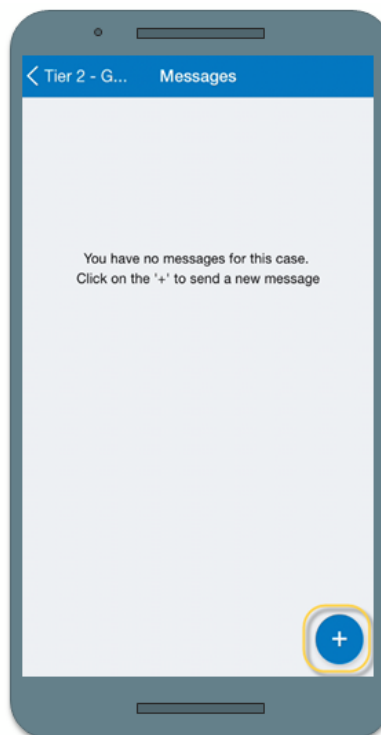 Tier 2 - G... Messages
You have no messages for this case.
Click on the '+' to send a new message
+